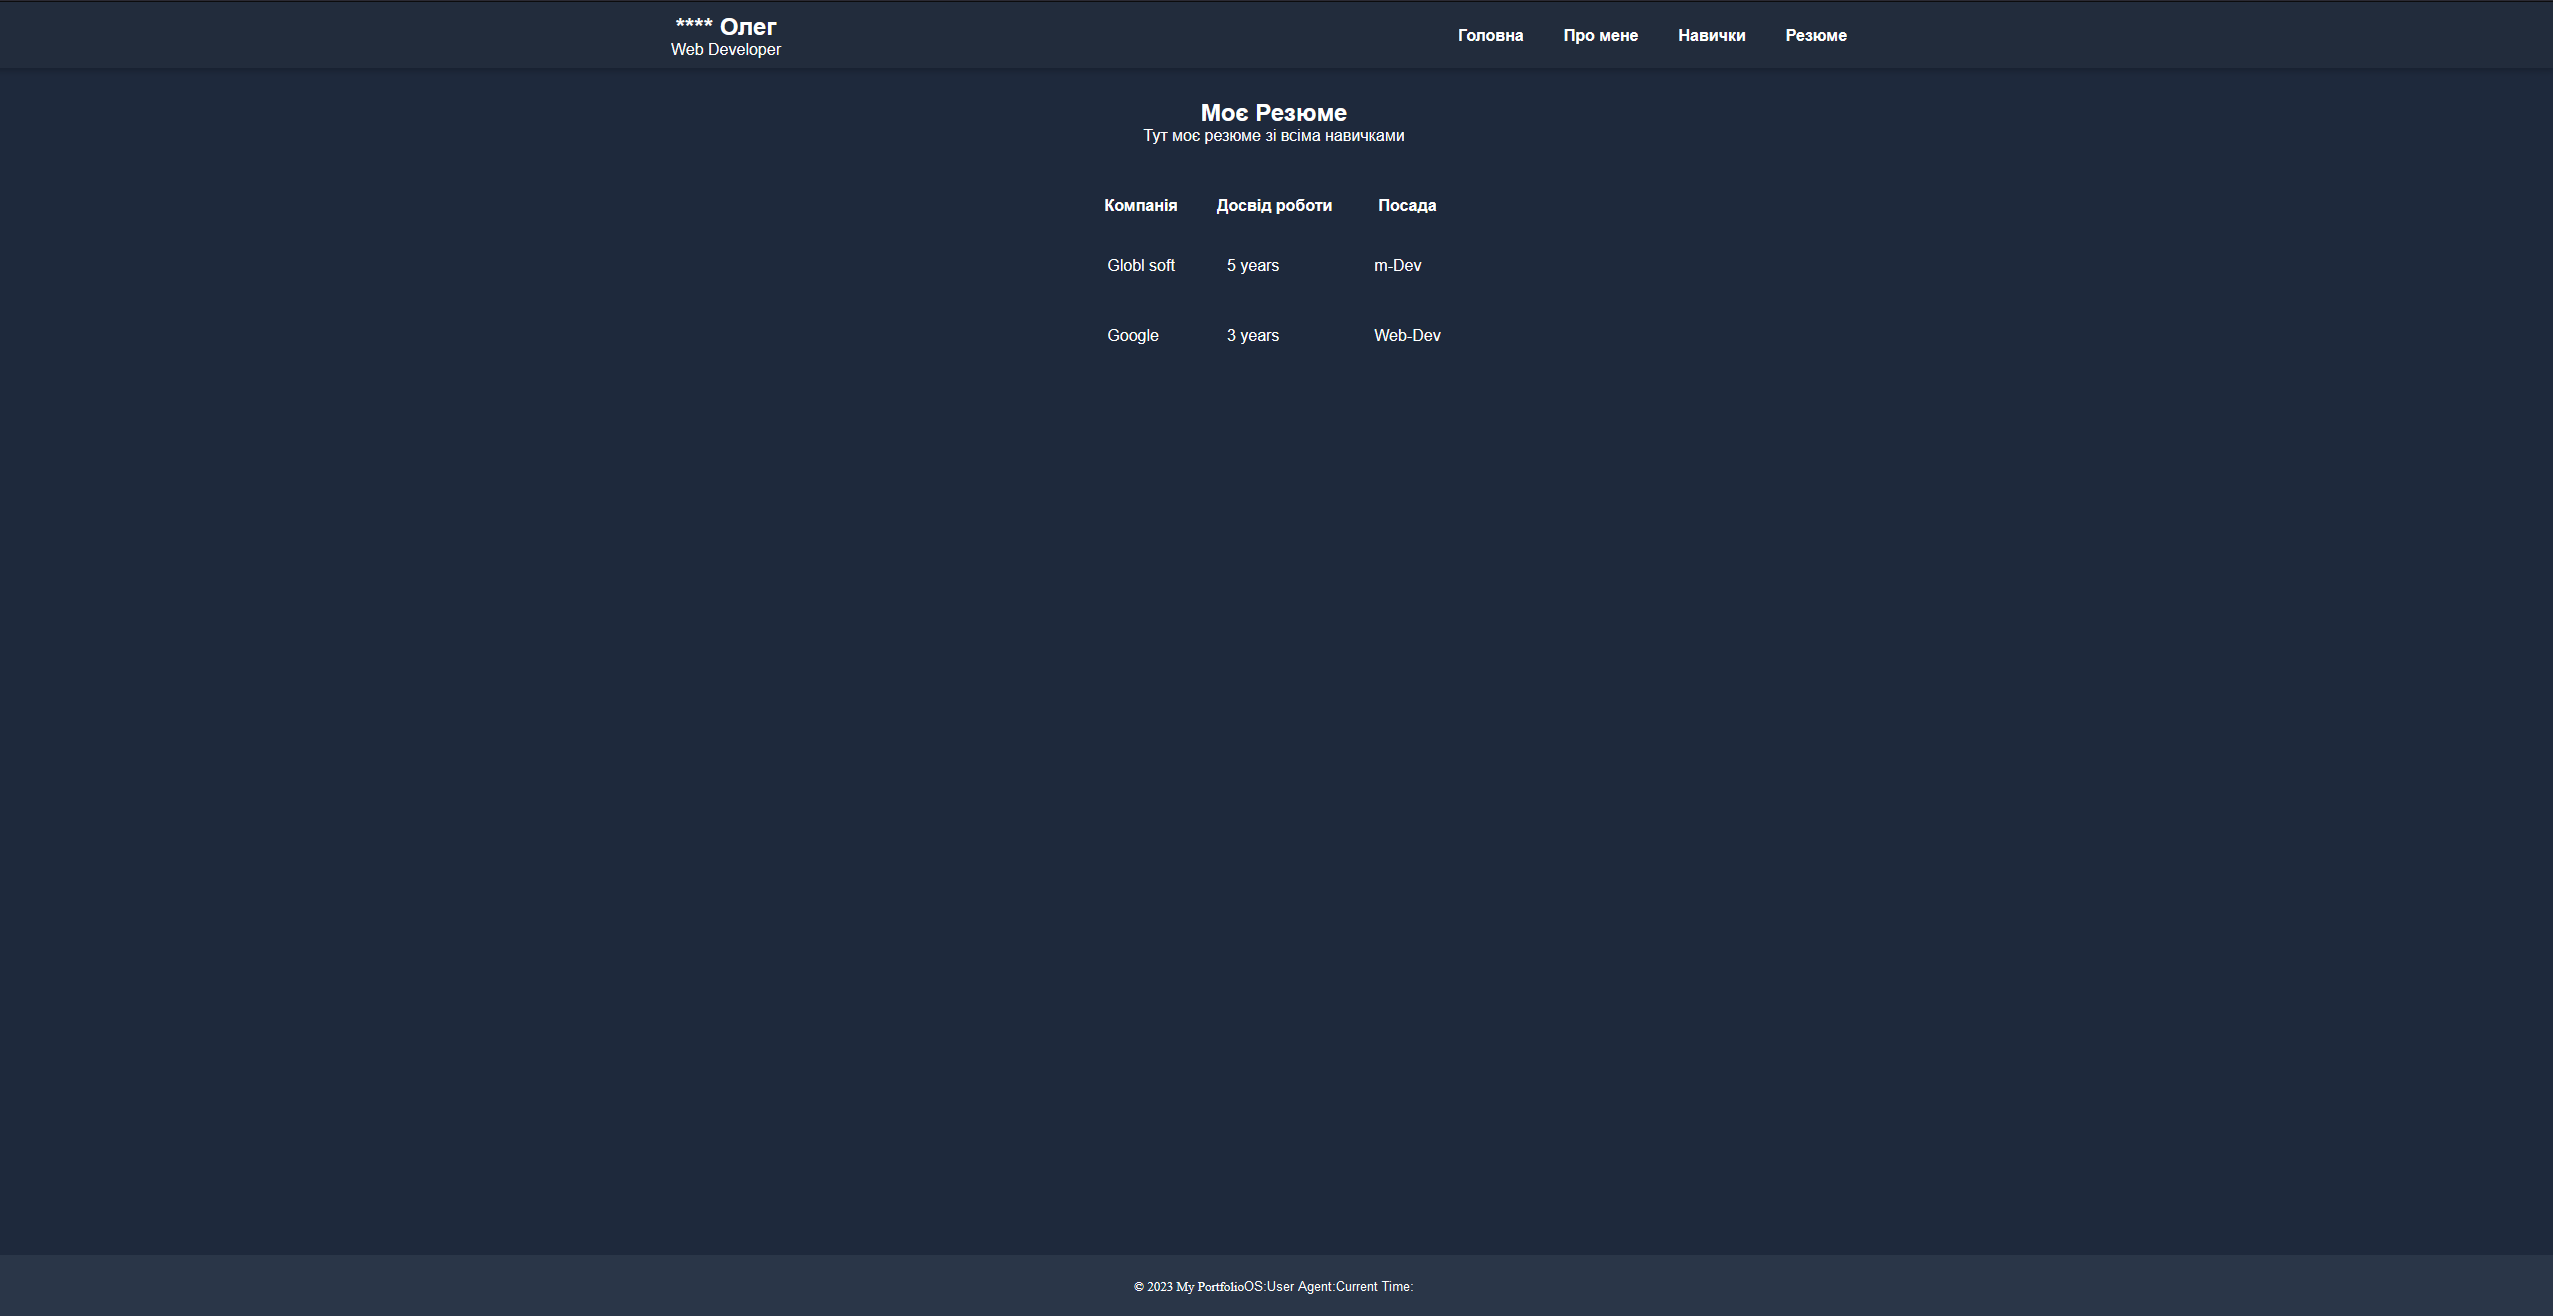 **** Олег
Web Developer
Головна Про мене Навички Резюме
Моє Резюме
Тут моє резюме зі всіма навичками
Компанія Досвід роботи Посада
Globl soft 5 years m-Dev
Google 3 years Web-Dev
© 2023 My PortfolioOS:User Agent:Current Time: